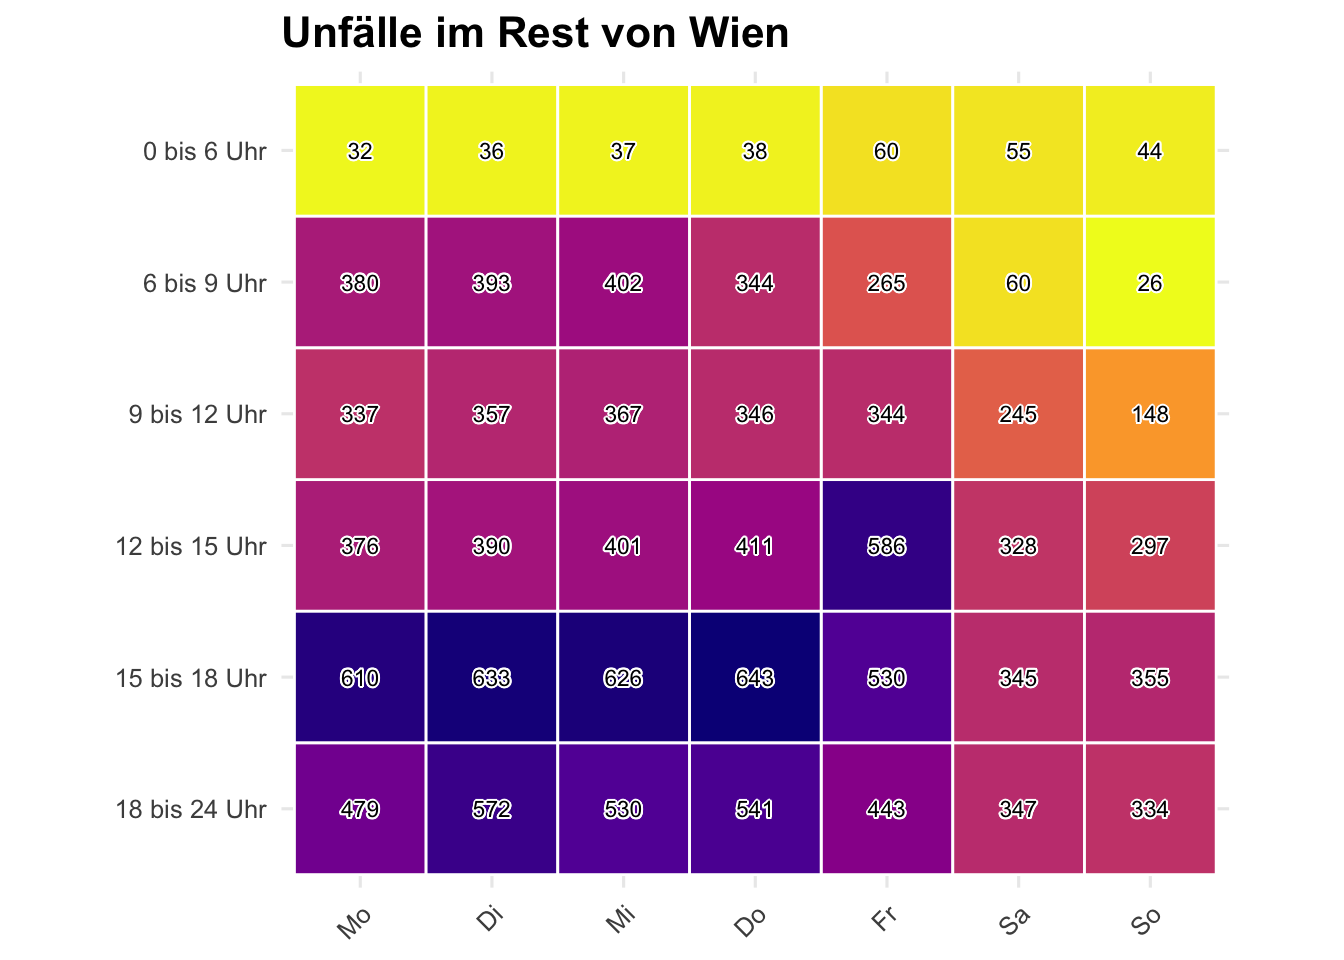 Unfälle im Rest von Wien
0 bis 6 Uhr 32 36 37 38 60 55 44
6 bis 9 Uhr 380 393 402 344 265 60 26
9 bis 12 Uhr 337 357 367 346 344 245 148
12 bis 15 Uhr 376 390 401 411 586 328 297
15 bis 18 Uhr 610 633 626 643 530 345 355
18 bis 24 Uhr 479 572 530 541 443 347 334
Mo Di Mi Do Fr Sa So